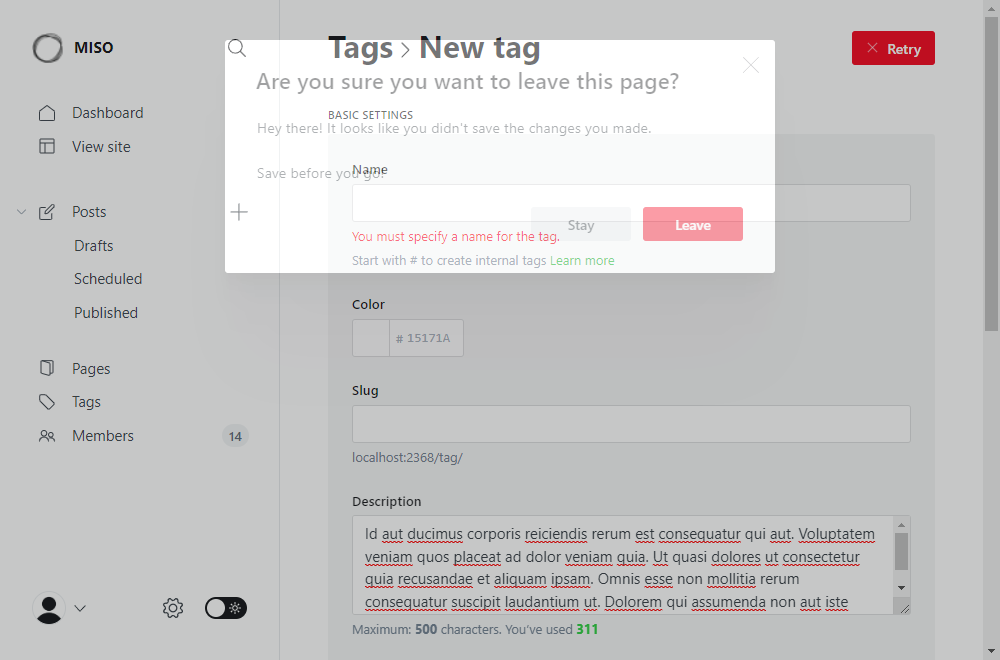 MISO
Dashboard
View site
Posts
Drafts
Scheduled
Published
Pages
Tags
Members
14
Tags > New tag
Retry
Are you sure you want to leave this page?
BASIC SETTINGS
Hey there! It looks like you didn't save the changes you made.
Name
Save before you go!
Stay
Leave
You must specify a name for the tag.
Start with # to create internal tags Learn more
Color
# 15171A
Slug
localhost:2368/tag/
Description
Id aut ducimus corporis reiciendis rerum est consequatur qui aut. Voluptatem
veniam quos placeat ad dolor veniam quia. Ut quasi dolores ut consectetur
quia recusandae et aliquam ipsam. Omnis esse non mollitia rerum
consequatur suscipit laudantium ut. Dolorem qui assumenda non aut iste
Maximum: 500 characters. You've used 311